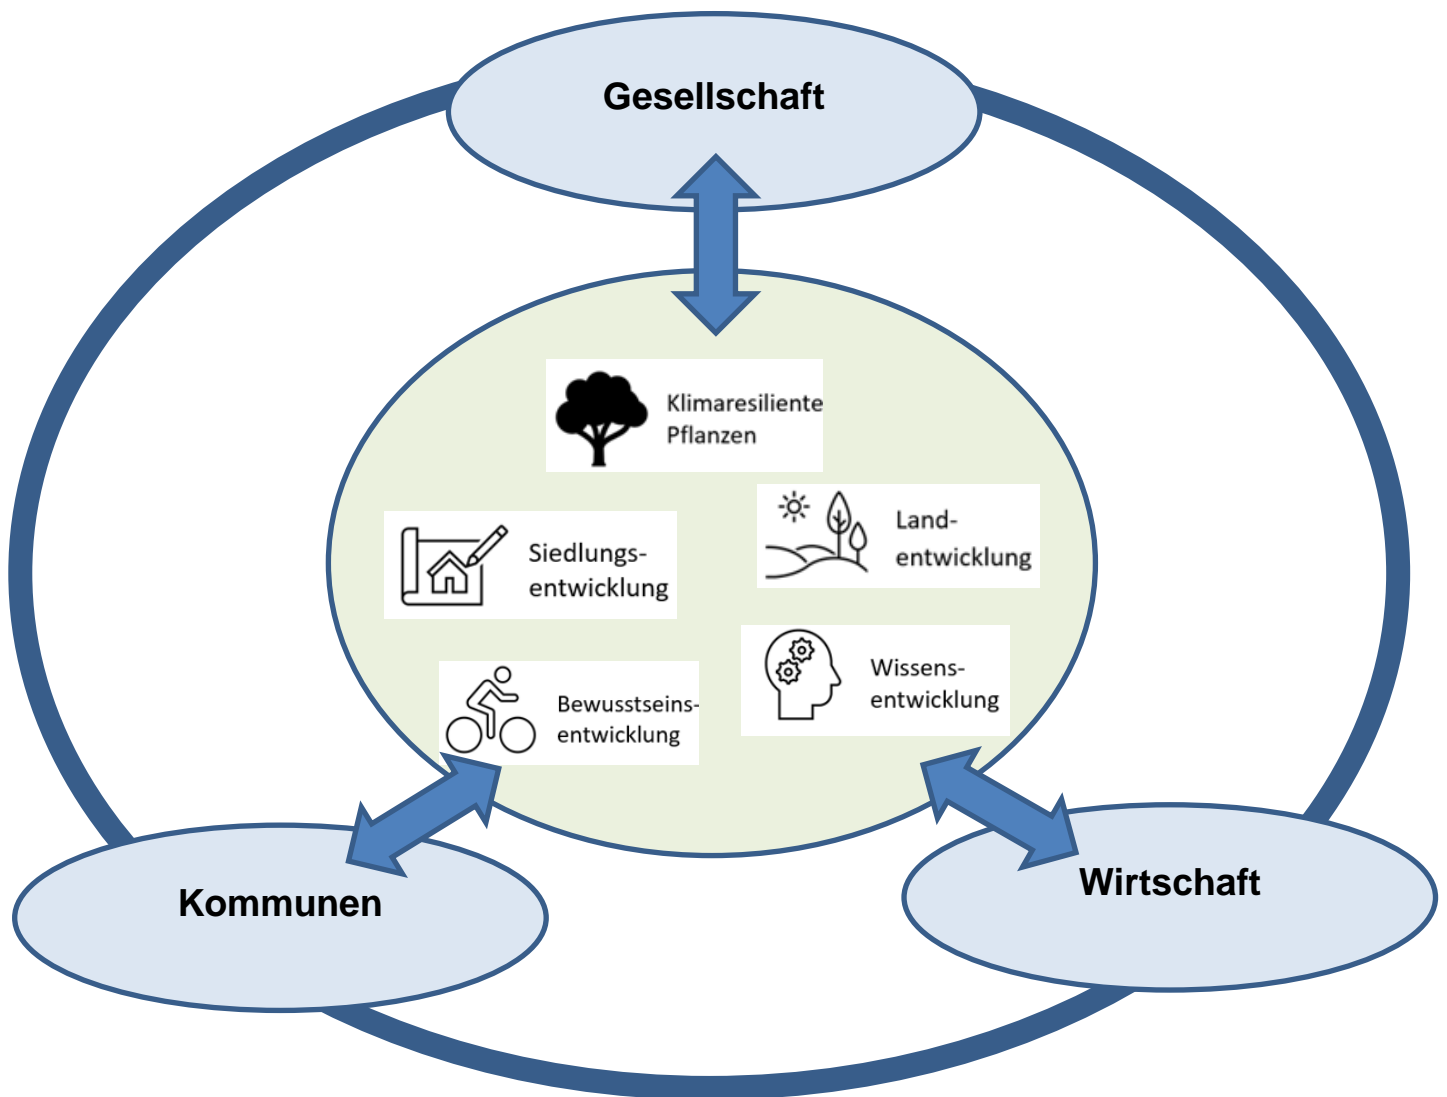 Gesellschaft
Klimaresiliente
Pflanzen
Land-
entwicklung
Siedlungs-
entwicklung
Wissens-
entwicklung
Bewusstseins-
entwicklung
Kommunen
Wirtschaft